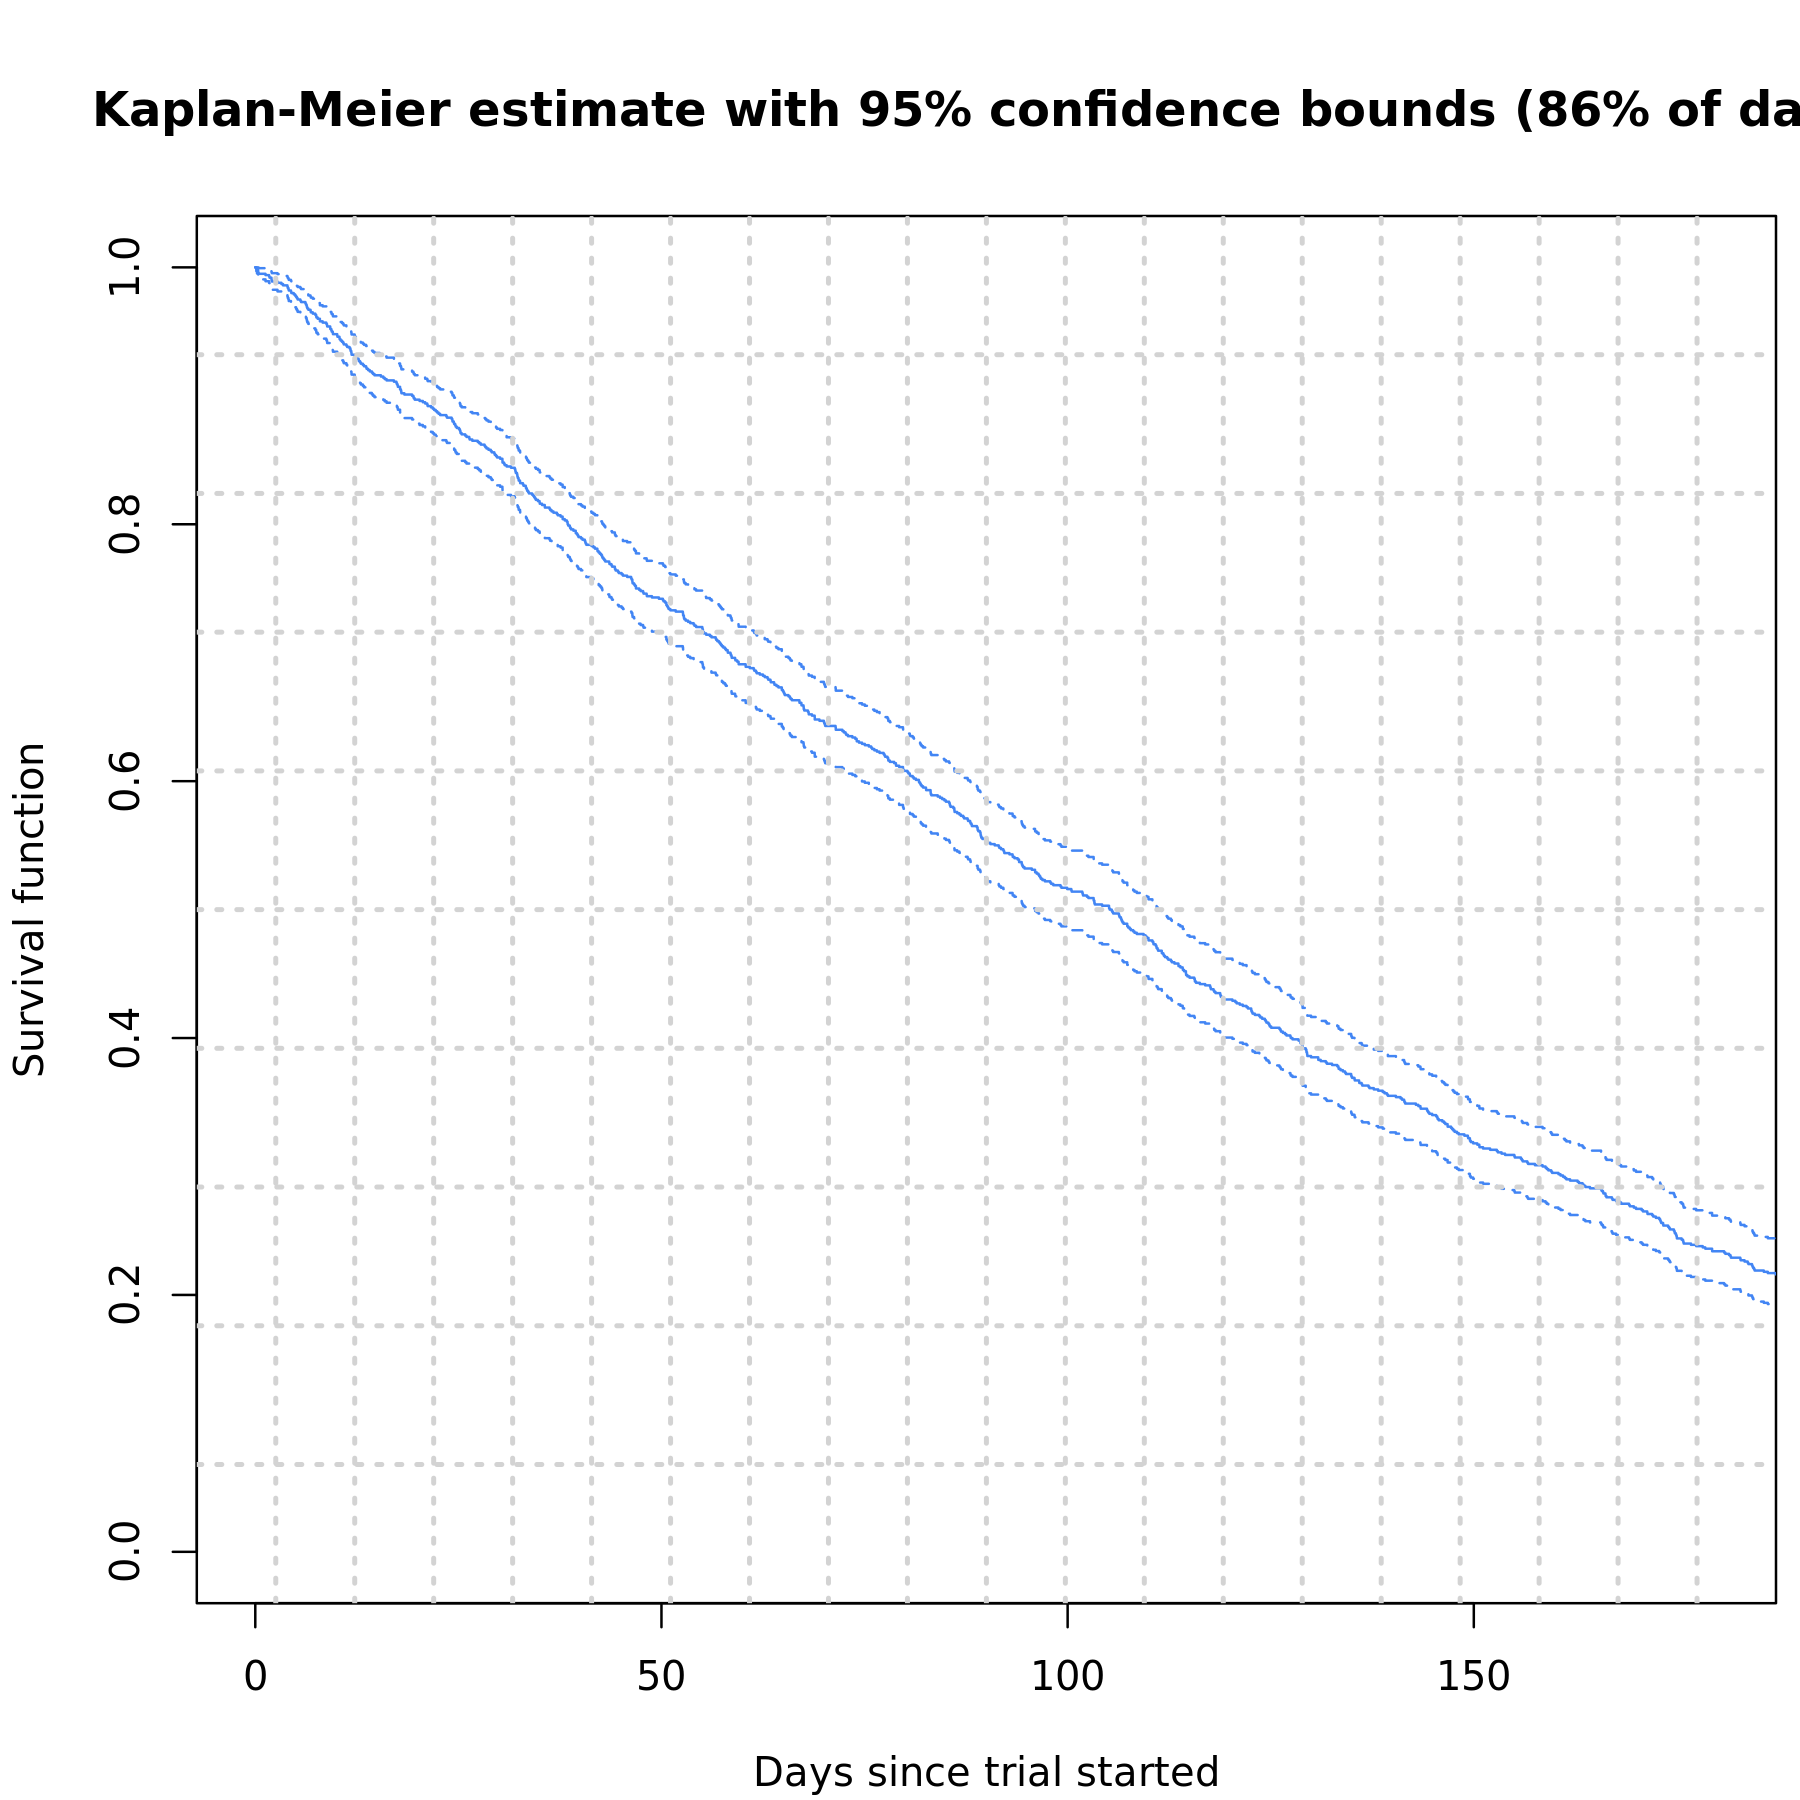 Kaplan-Meier estimate with 95% confidence bounds (86% of
Survival function
1.0
0.8
0.6
0.4
0.2
0.0
0 50 100 150
Days since trial started